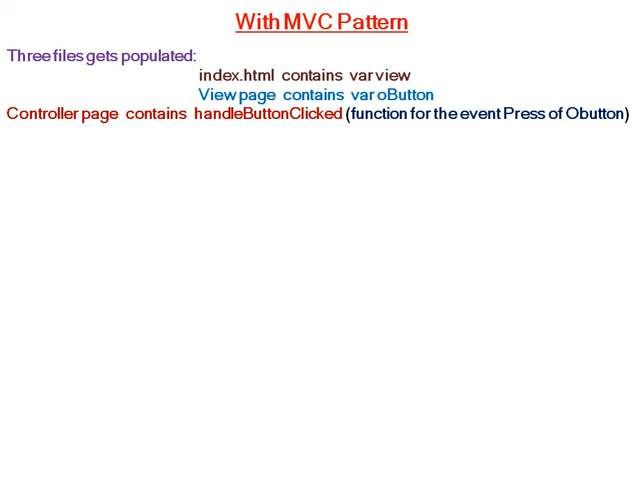 With MVC Pattern
Three files gets populated:
index.html contains var view
View page contains var oButton
Controller page contains handleButtonClicked (function for the event Press of Obutton)